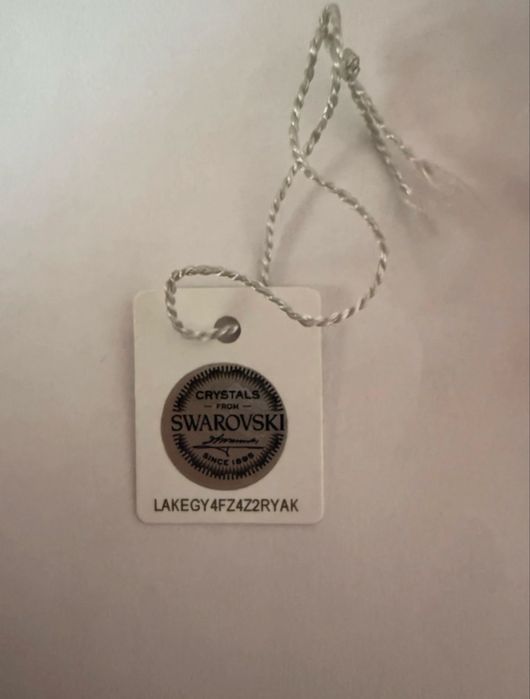 CRYSTALS
FROM
SWAROVSKI
SINCE 1895
LAKEGY4FZ4Z2RYAK